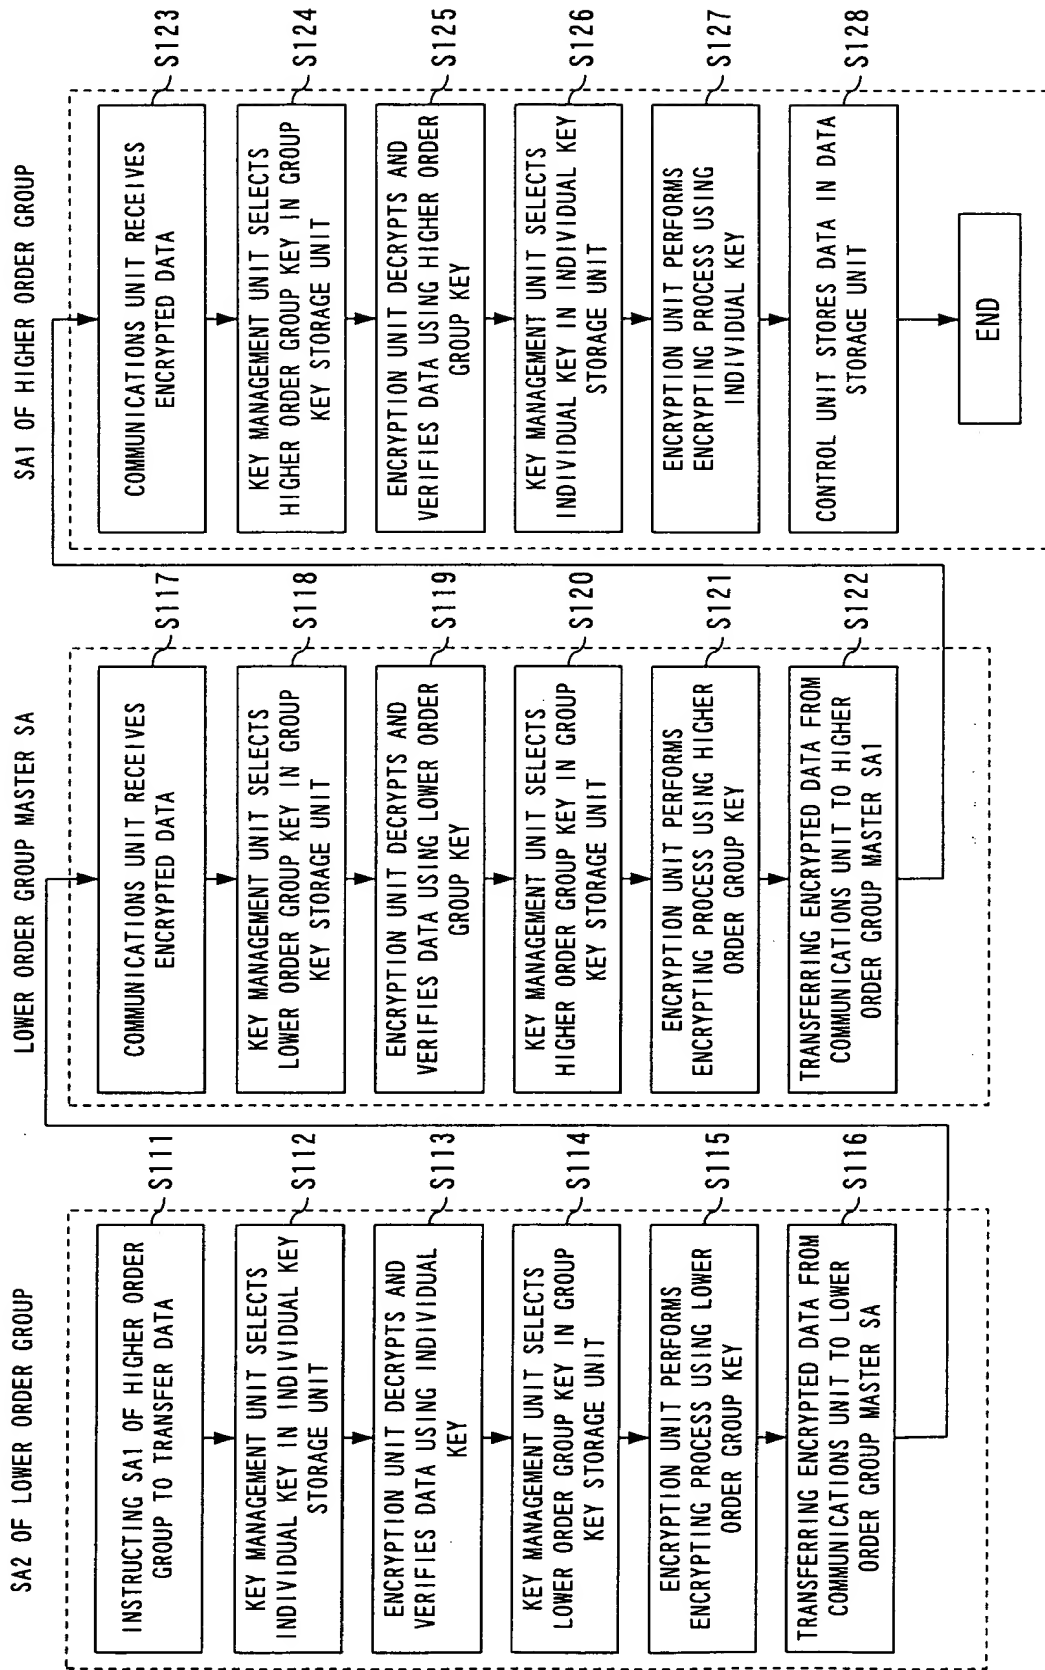 SA2 OF LOWER ORDER GROUP
INSTRUCTING SA1 OF HIGHER ORDER
GROUP TO TRANSFER DATA
S111
KEY MANAGEMENT UNIT SELECTS
INDIVIDUAL KEY IN INDIVIDUAL KEY
STORAGE UNIT
S112
ENCRYPTION UNIT DECRYPTS AND
VERIFIES DATA USING INDIVIDUAL
KEY
S113
KEY MANAGEMENT UNIT SELECTS
LOWER ORDER GROUP KEY IN GROUP
KEY STORAGE UNIT
S114
ENCRYPTION UNIT PERFORMS
ENCRYPTING PROCESS USING LOWER
ORDER GROUP KEY
S115
TRANSFERRING ENCRYPTED DATA FROM
COMMUNICATIONS UNIT TO LOWER
ORDER GROUP MASTER SA
S116
LOWER ORDER GROUP MASTER SA
COMMUNICATIONS UNIT RECEIVES
ENCRYPTED DATA
S117
KEY MANAGEMENT UNIT SELECTS
LOWER ORDER GROUP KEY IN GROUP
KEY STORAGE UNIT
S118
ENCRYPTION UNIT DECRYPTS AND
VERIFIES DATA USING LOWER ORDER
GROUP KEY
S119
KEY MANAGEMENT UNIT SELECTS
HIGHER ORDER GROUP KEY IN GROUP
KEY STORAGE UNIT
S120
ENCRYPTION UNIT PERFORMS
ENCRYPTING PROCESS USING HIGHER
ORDER GROUP KEY
S121
TRANSFERRING ENCRYPTED DATA FROM
COMMUNICATIONS UNIT TO HIGHER
ORDER GROUP MASTER SA1
S122
SA1 OF HIGHER ORDER GROUP
COMMUNICATIONS UNIT RECEIVES
ENCRYPTED DATA
S123
KEY MANAGEMENT UNIT SELECTS
HIGHER ORDER GROUP KEY IN GROUP
KEY STORAGE UNIT
S124
ENCRYPTION UNIT DECRYPTS AND
VERIFIES DATA USING HIGHER ORDER
GROUP KEY
S125
KEY MANAGEMENT UNIT SELECTS
INDIVIDUAL KEY IN INDIVIDUAL KEY
STORAGE UNIT
S126
ENCRYPTION UNIT PERFORMS
ENCRYPTING PROCESS USING
INDIVIDUAL KEY
S127
CONTROL UNIT STORES DATA IN DATA
STORAGE UNIT
S128
END